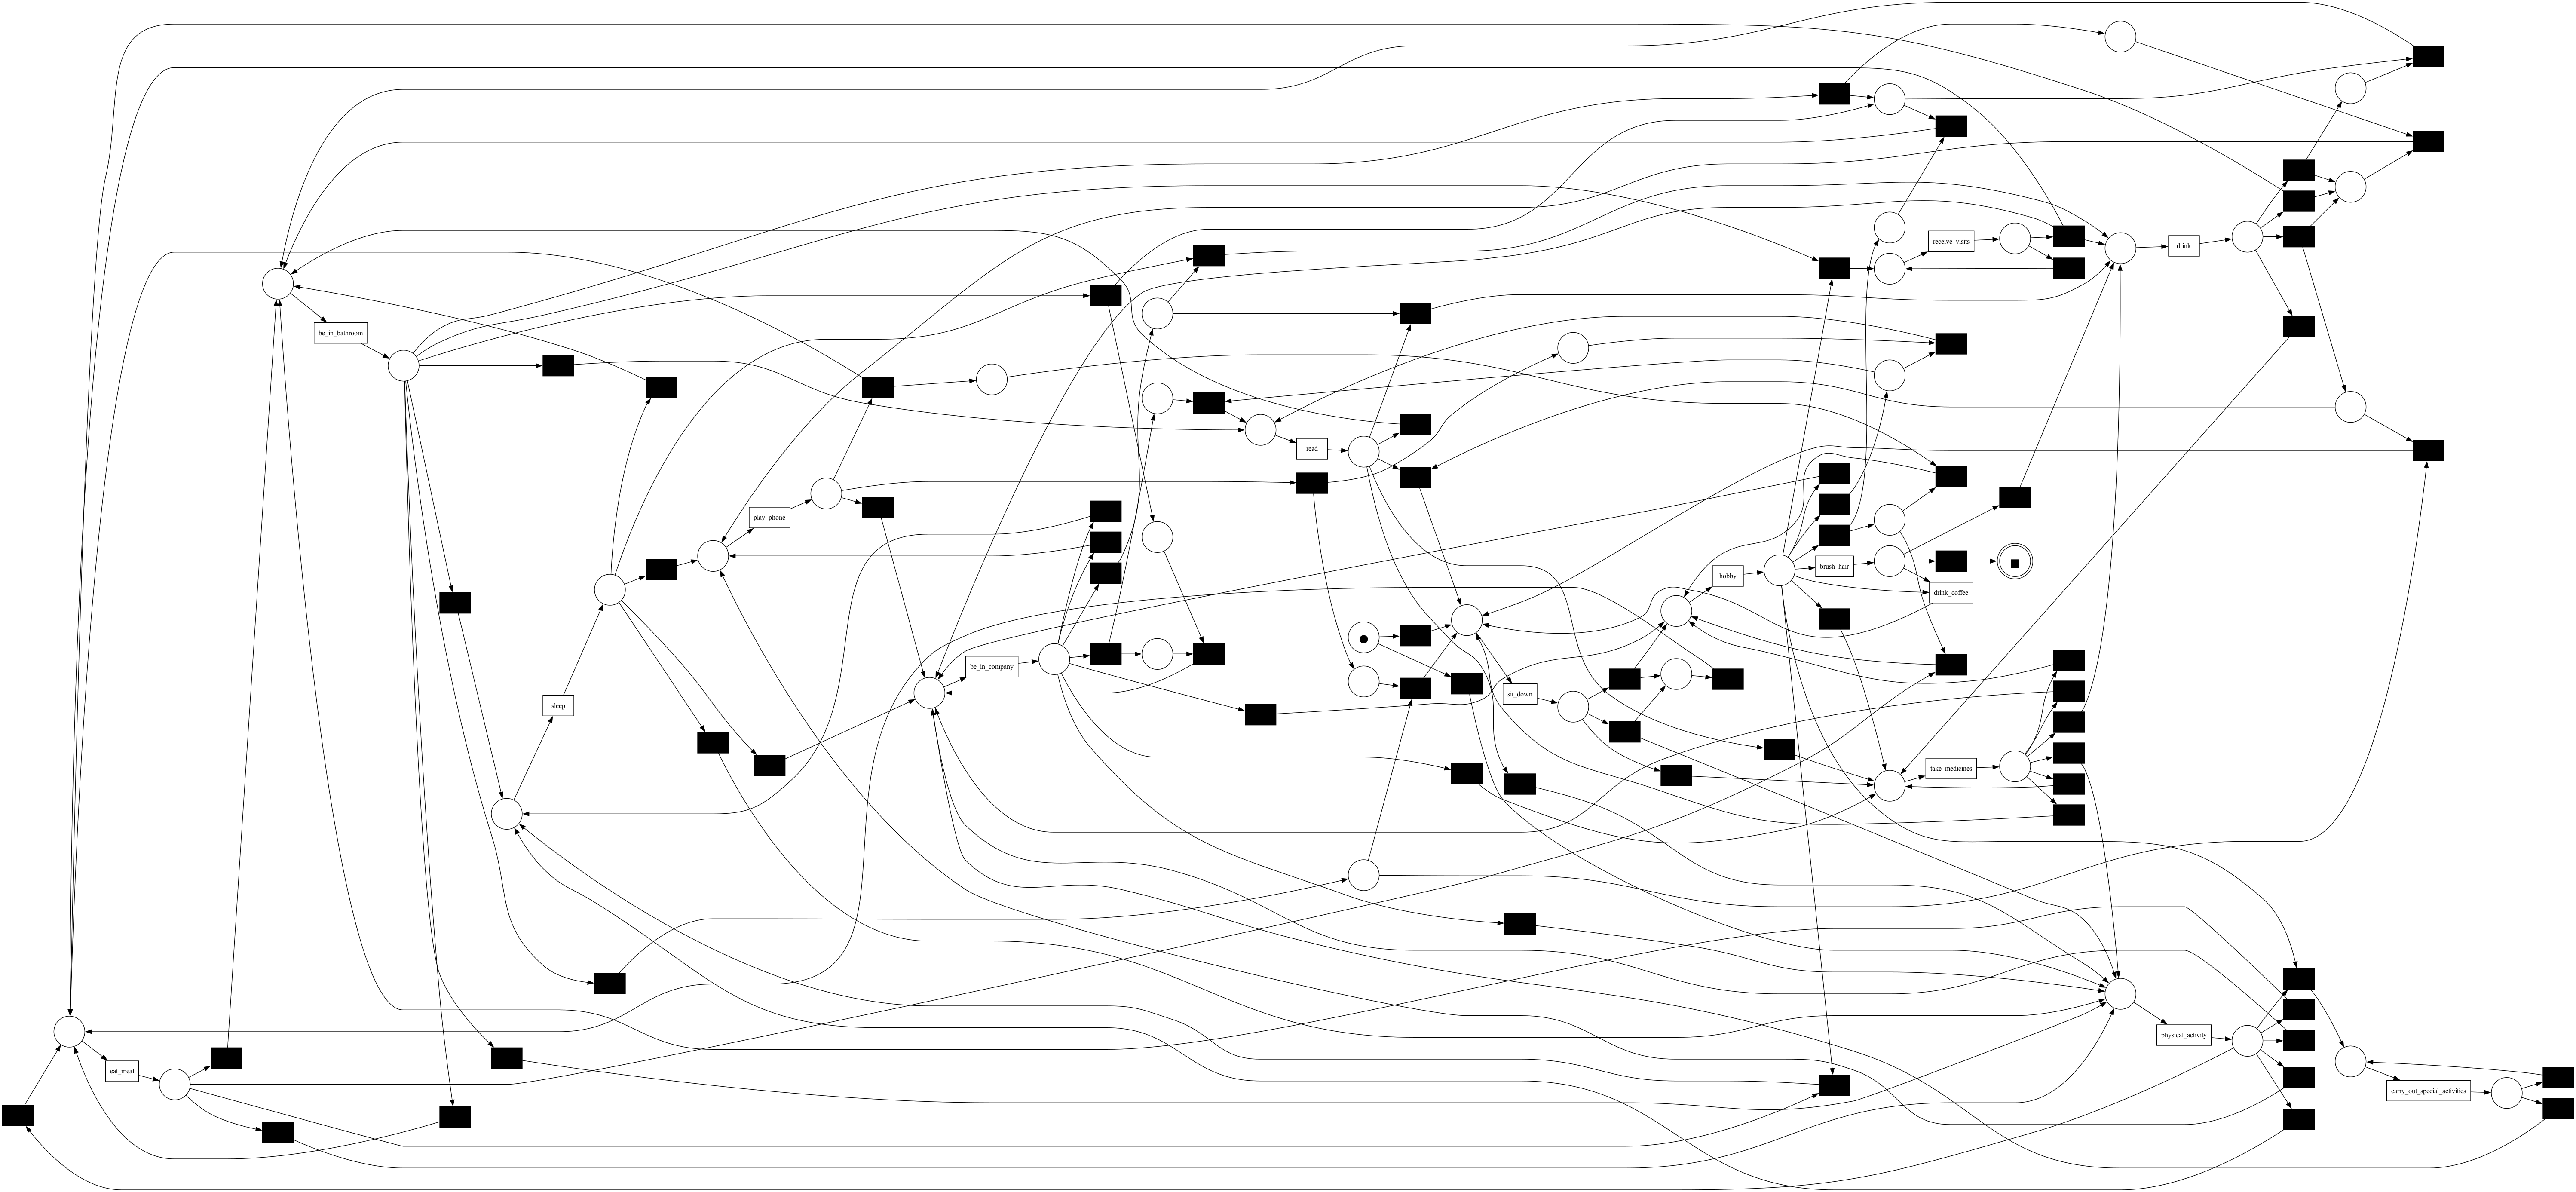 receive_visits
drink
be_in_bathroom
read
play_phone
brush_hair
hobby
drink_coffee
be_in_company
sit_down
sleep
take_medicines
physical_activity
eat_meal
carry_out_special_activities